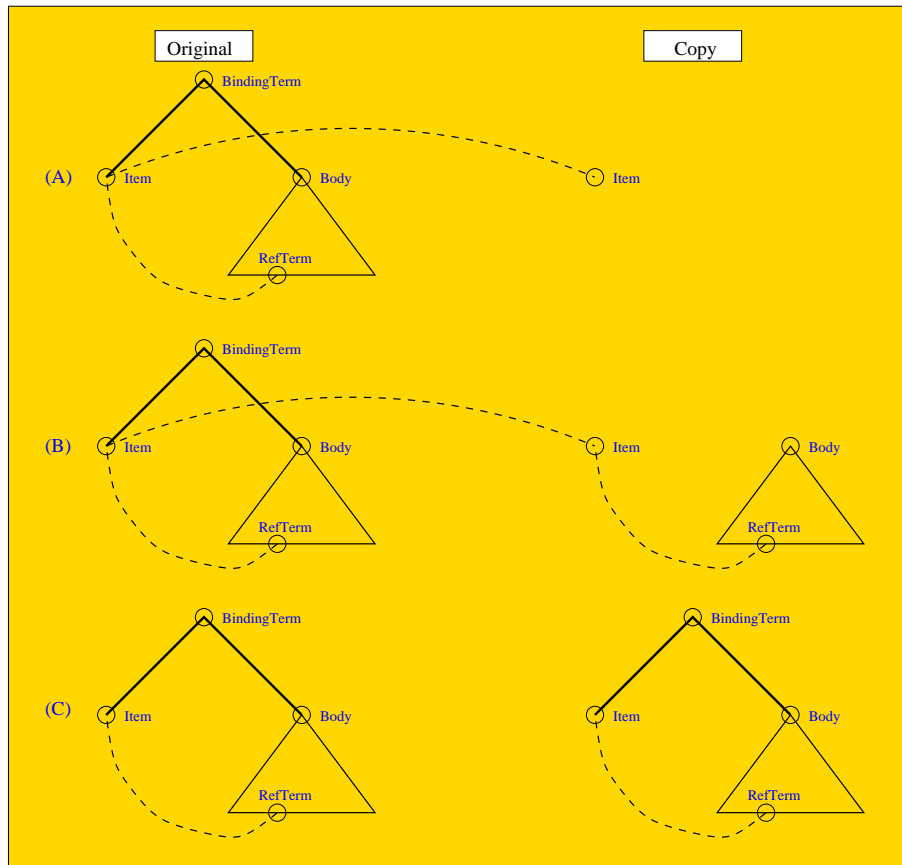 Original Copy
BindingTerm
(A) Item Body Item
RefTerm
BindingTerm
(B) Item Body Item Body
RefTerm RefTerm
BindingTerm BindingTerm
(C) Item Body Item Body
RefTerm RefTerm